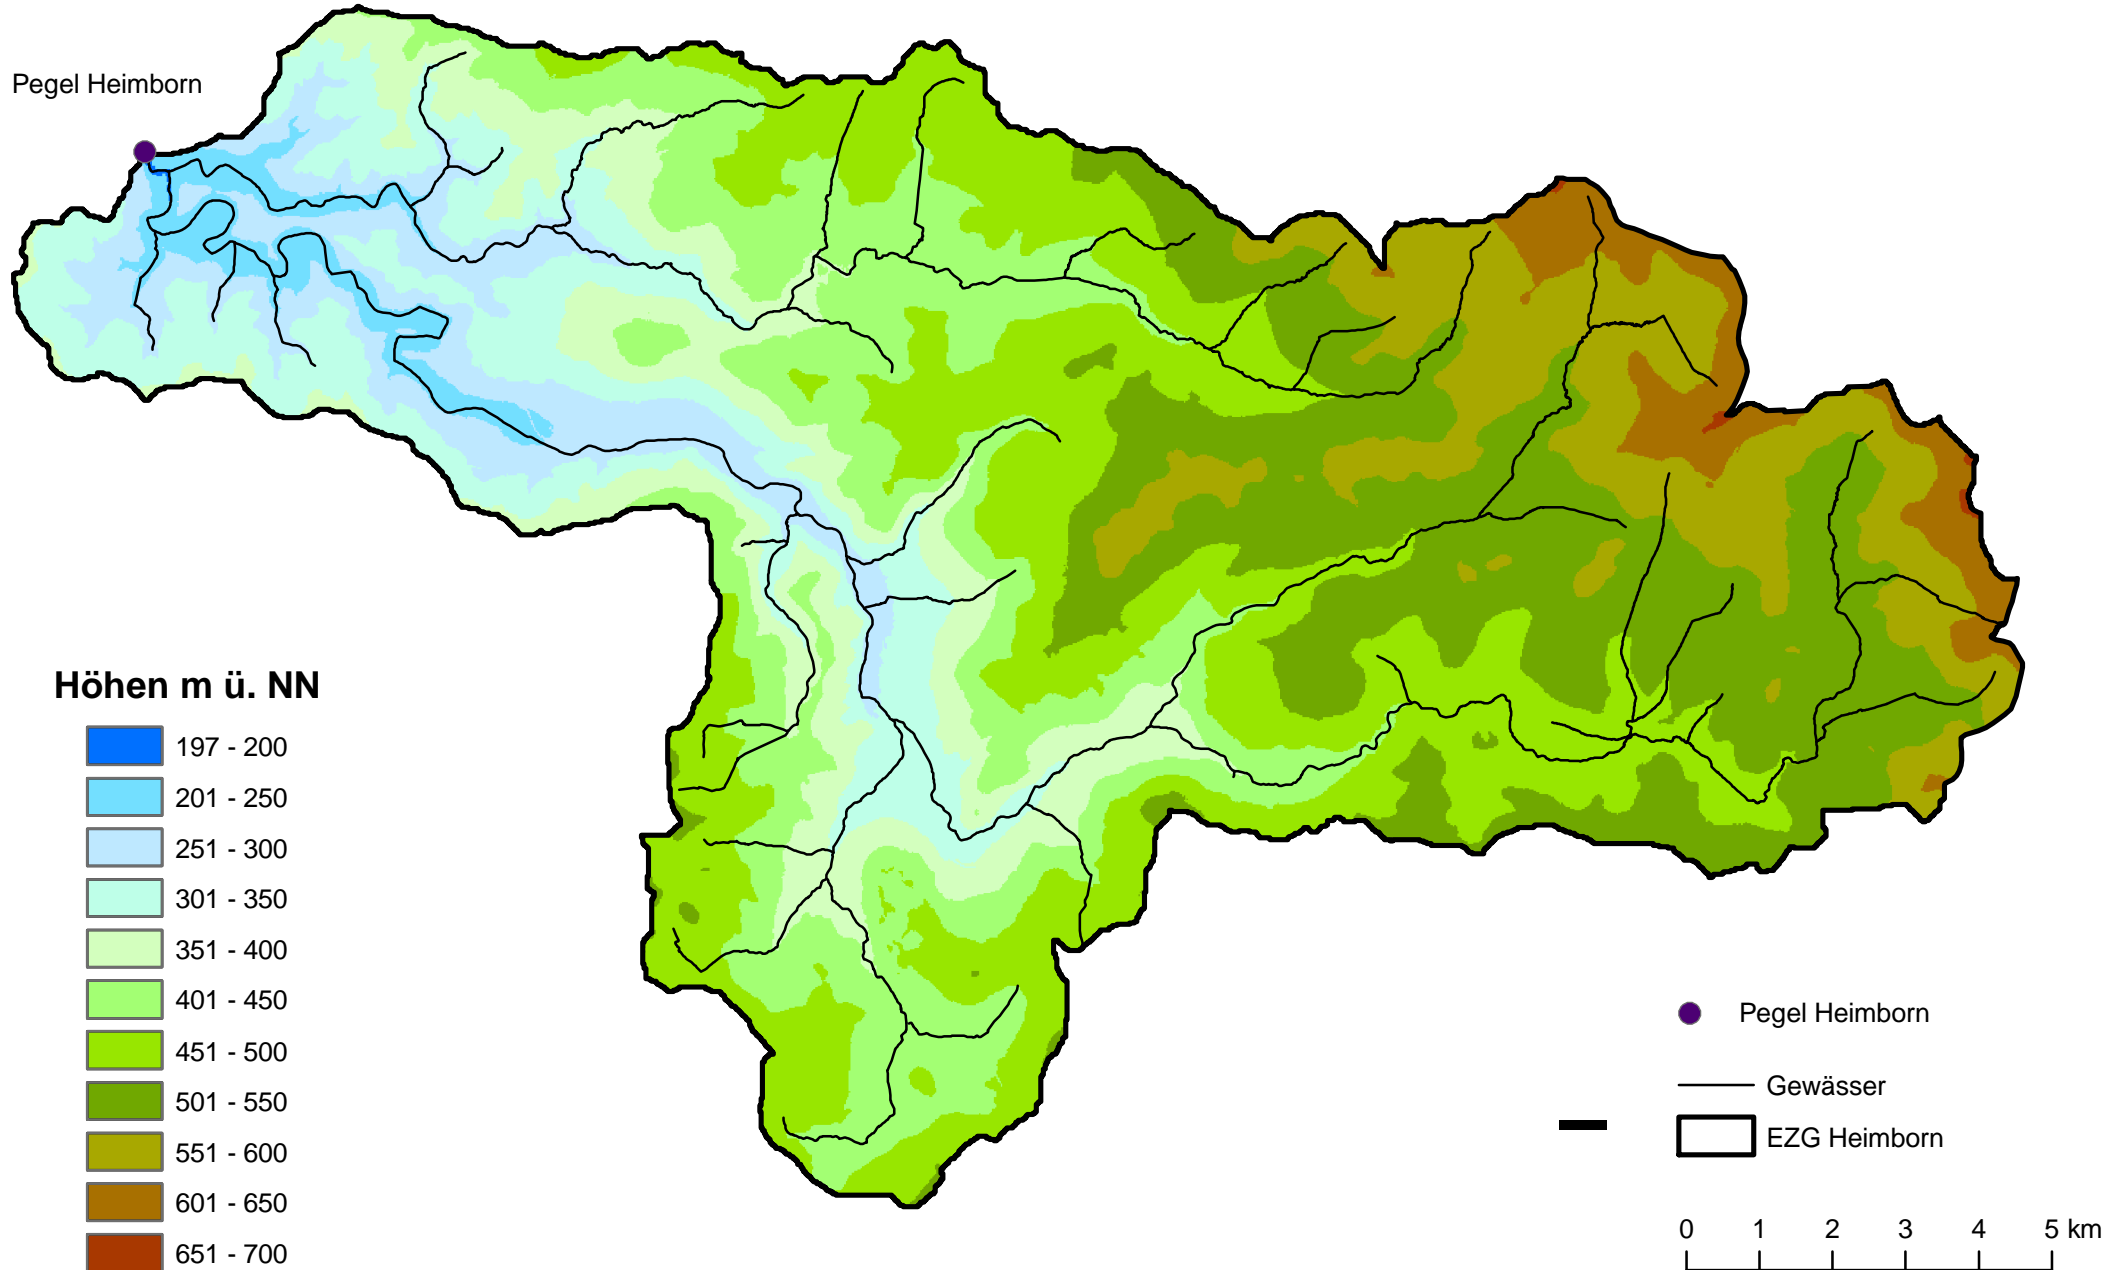 Pegel Heimborn
Höhen m ü. NN
197 - 200
201 - 250
251 - 300
301 - 350
351 - 400
401 - 450
451 - 500
501 - 550
551 - 600
601 - 650
651 - 700
Pegel Heimborn
Gewässer
EZG Heimborn
0 1 2 3 4 5 km